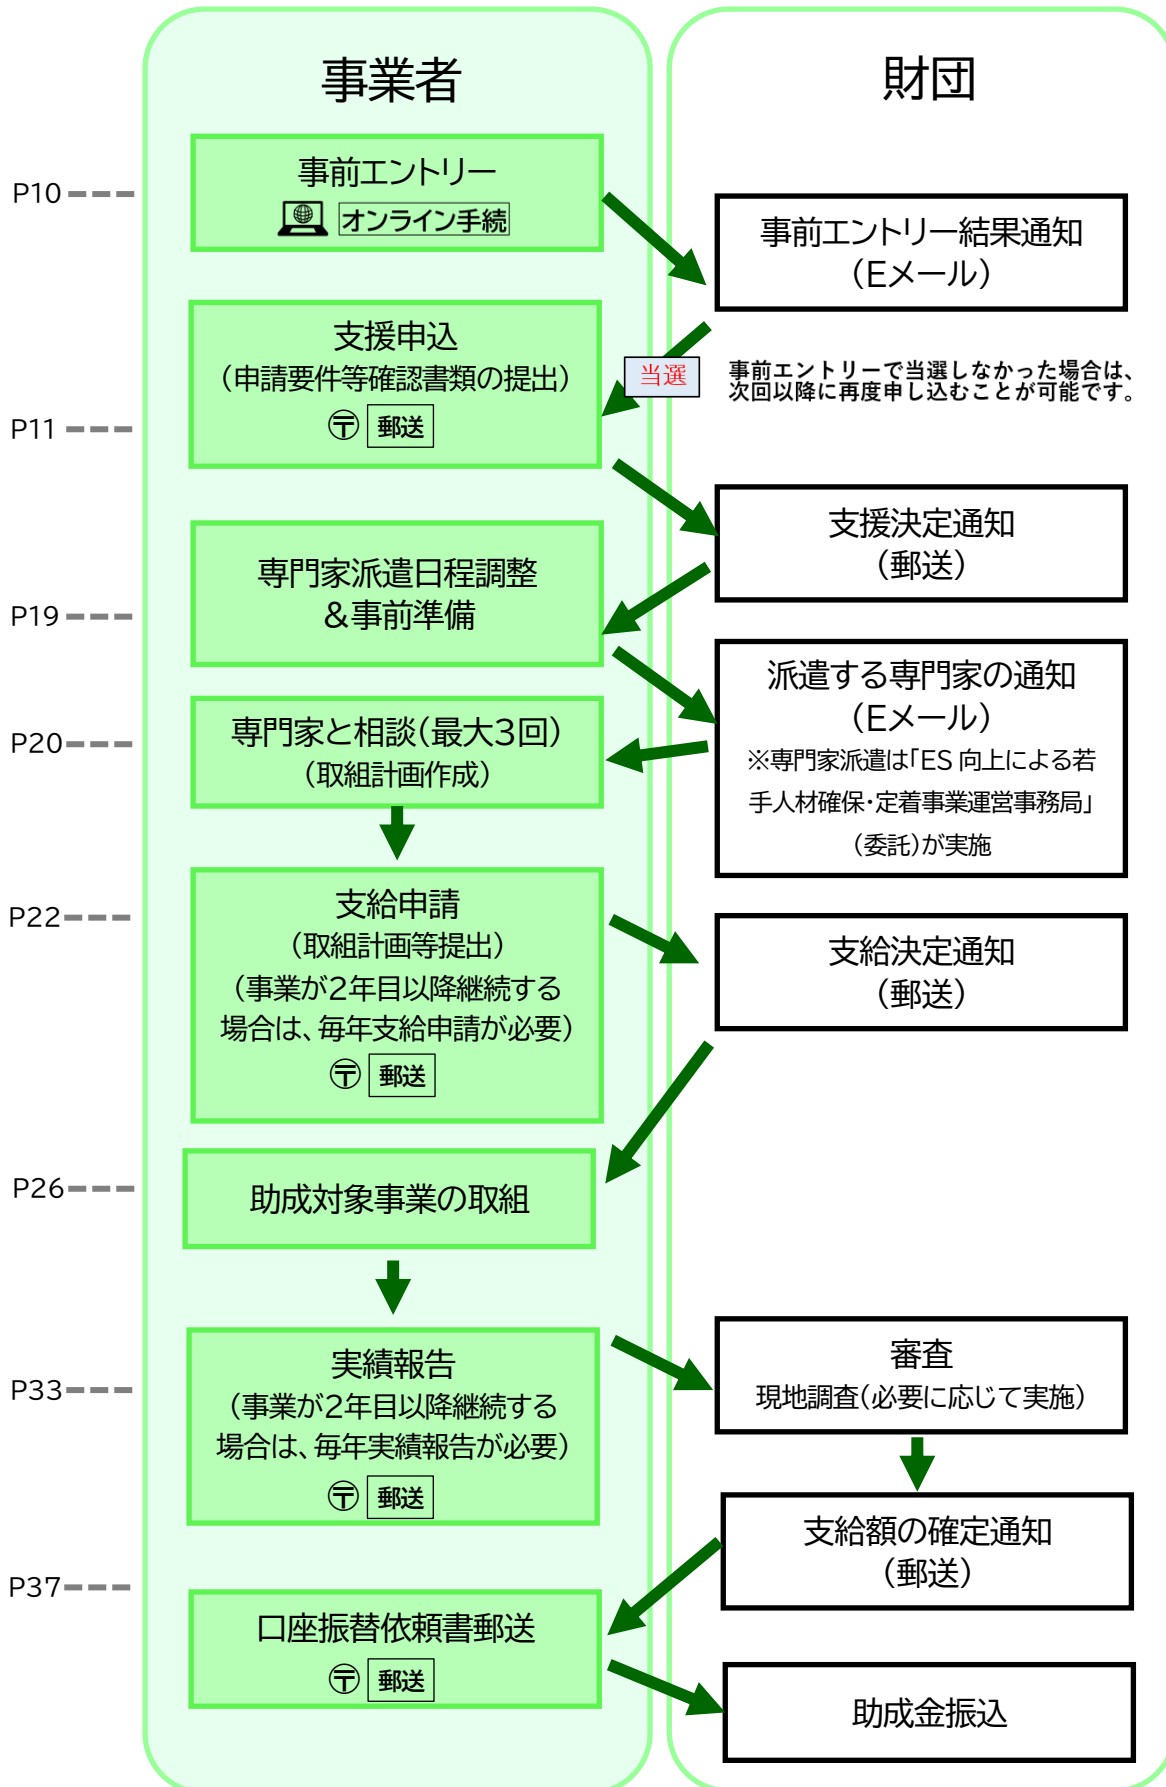 事業者
財団
P10
事前エントリー
オンライン手続
事前エントリー結果通知
（Eメール）
支援申込
（申請要件等確認書類の提出）
〒 郵送
P11
当選
事前エントリーで当選しなかった場合は、
次回以降に再度申し込むことが可能です。
支援決定通知
（郵送）
P19
専門家派遣日程調整
＆事前準備
派遣する専門家の通知
（Eメール）
※専門家派遣は「ES 向上による若
手人材確保・定着事業運営事務局」
（委託）が実施
P20
専門家と相談（最大３回）
（取組計画作成）
P22
支給申請
（取組計画等提出）
（事業が２年目以降継続する
場合は、毎年支給申請が必要）
〒 郵送
支給決定通知
（郵送）
P26
助成対象事業の取組
P33
実績報告
（事業が２年目以降継続する
場合は、毎年実績報告が必要）
〒 郵送
審査
現地調査（必要に応じて実施）
支給額の確定通知
（郵送）
P37
口座振替依頼書郵送
〒 郵送
助成金振込